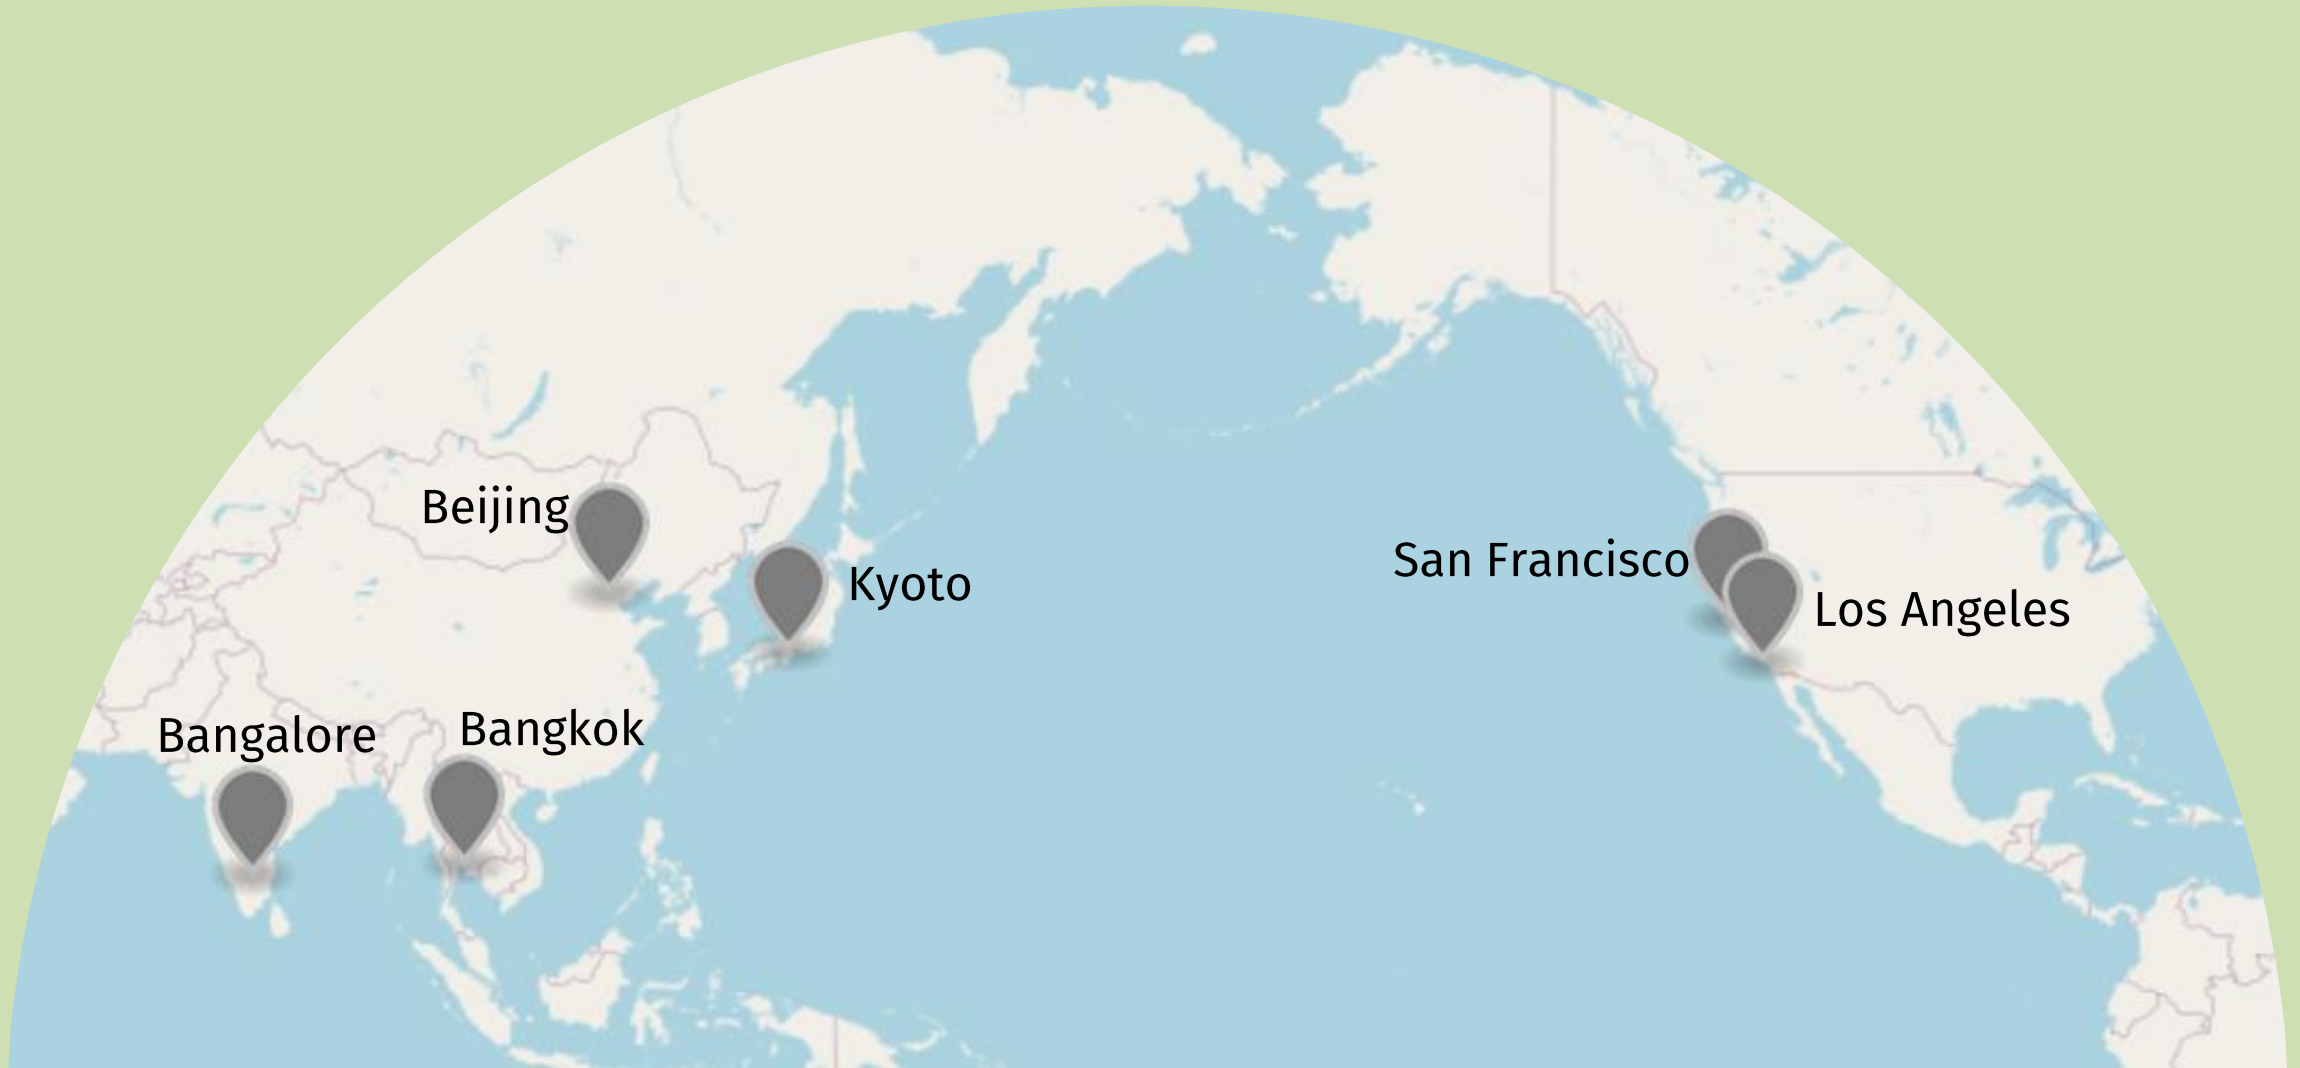 Beijing
Kyoto
San Francisco
Los Angeles
Bangalore
Bangkok